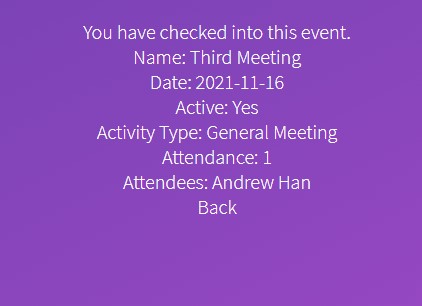 You have checked into this event.
Name: Third Meeting
Date: 2021-11-16
Active: Yes
Activity Type: General Meeting
Attendance: 1
Attendees: Andrew Han
Back